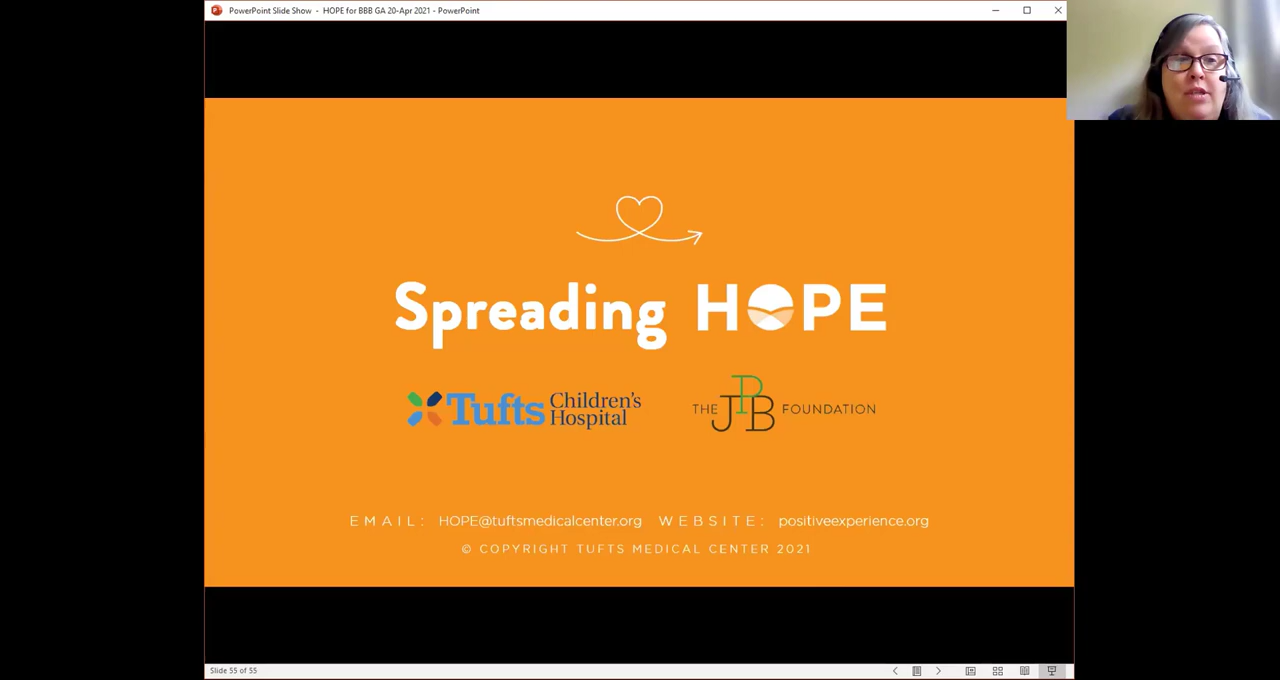 PowerPoint Slide Show - HOPE for BBB GA 20-Apr 2021 - PowerPoint
Spreading HOPE
Tufts Children's Hospital
THE JPB FOUNDATION
EMAIL: HOPE@tuftsmedicalcenter.org WEBSITE: positiveexperience.org
© COPYRIGHT TUFTS MEDICAL CENTER 2021
Slide 55 of 55